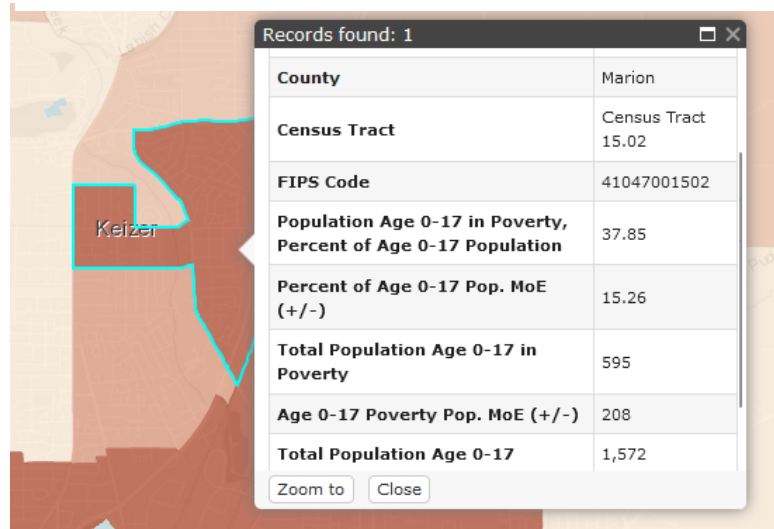 Records found: 1
County Marion
Census Tract Census Tract
15.02
FIPS Code 41047001502
Population Age 0-17 in Poverty,
Percent of Age 0-17 Population 37.85
Percent of Age 0-17 Pop. MoE
(+/-) 15.26
Total Population Age 0-17 in
Poverty 595
Age 0-17 Poverty Pop. MoE (+/-) 208
Total Population Age 0-17 1,572
Zoom to Close
Keizer